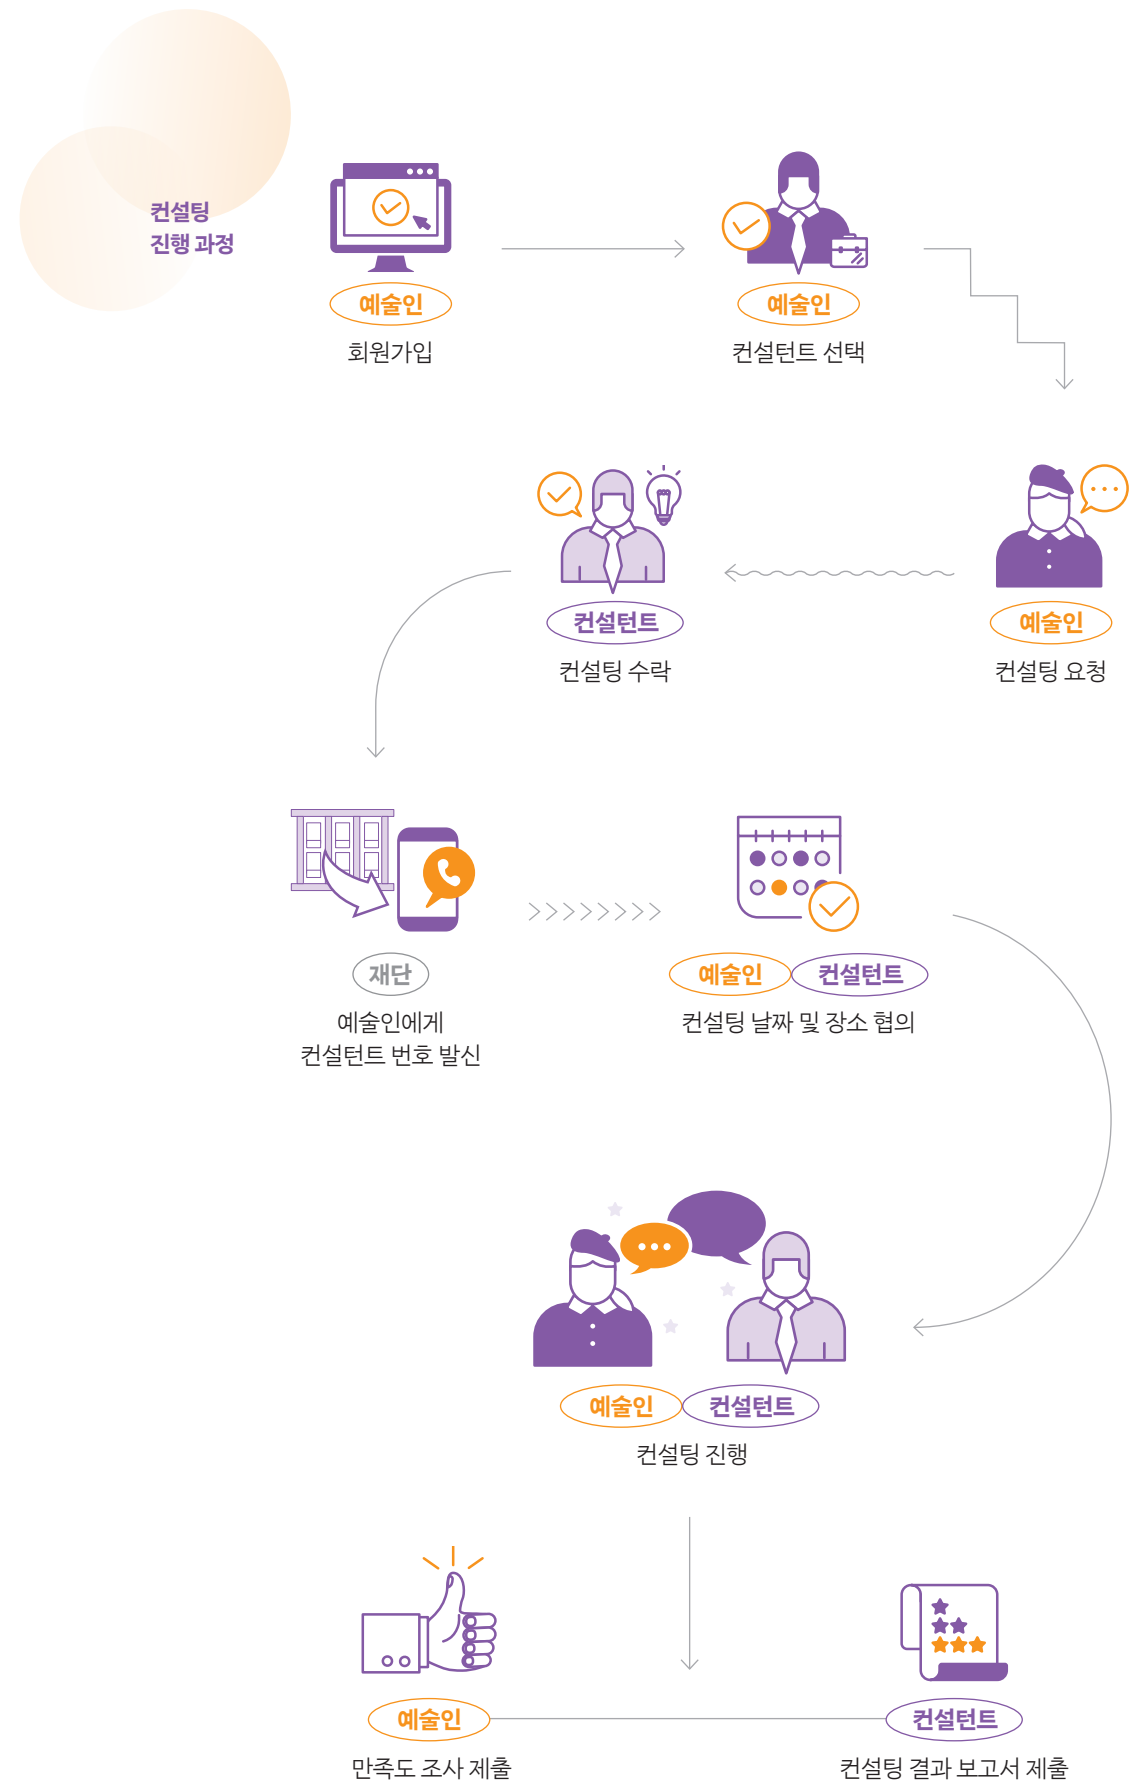 컨설팅
진행 과정
예술인
회원가입
예술인
컨설턴트 선택
예술인
컨설팅 요청
컨설턴트
컨설팅 수락
재단
예술인에게
컨설턴트 번호 발신
예술인 컨설턴트
컨설팅 날짜 및 장소 협의
예술인 컨설턴트
컨설팅 진행
예술인
만족도 조사 제출
컨설턴트
컨설팅 결과 보고서 제출